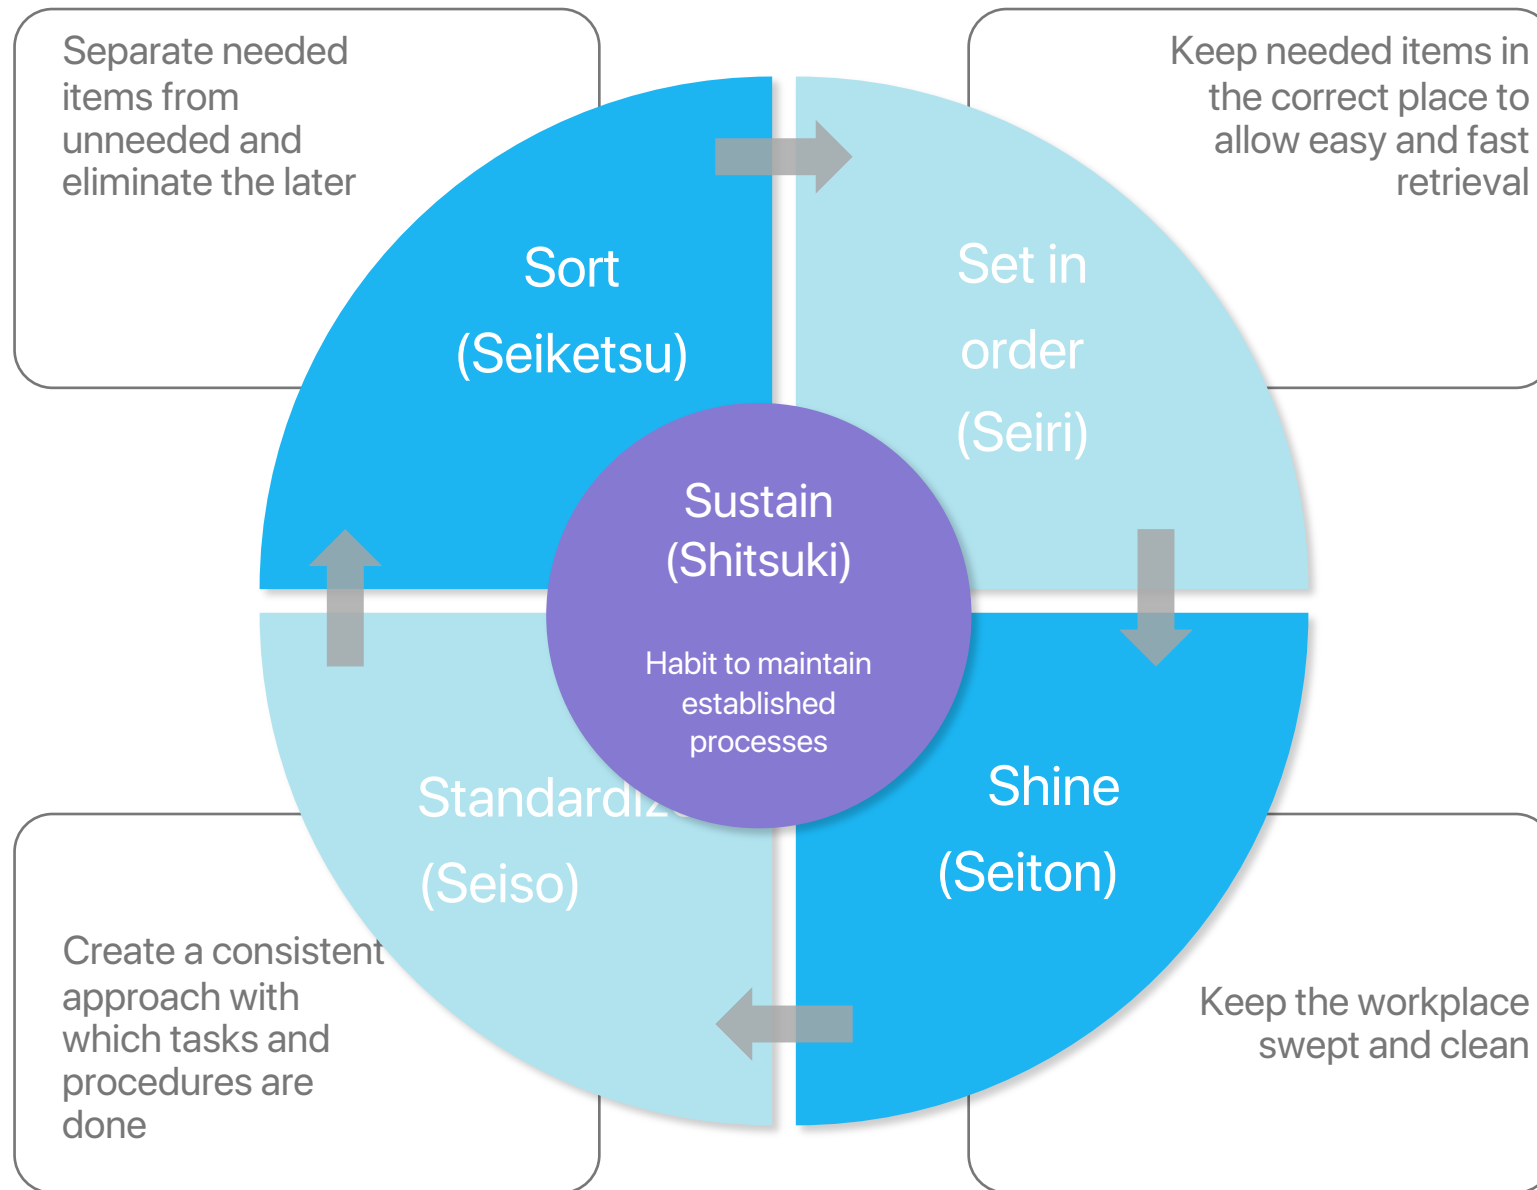 Separate needed
items from
unneeded and
eliminate the later
Keep needed items in
the correct place to
allow easy and fast
retrieval
Sort
(Seiketsu)
Set in
order
(Seiri)
Sustain
(Shitsuki)
Habit to maintain
established
processes
Standardize
(Seiso)
Shine
(Seiton)
Create a consistent
approach with
which tasks and
procedures are
done
Keep the workplace
swept and clean